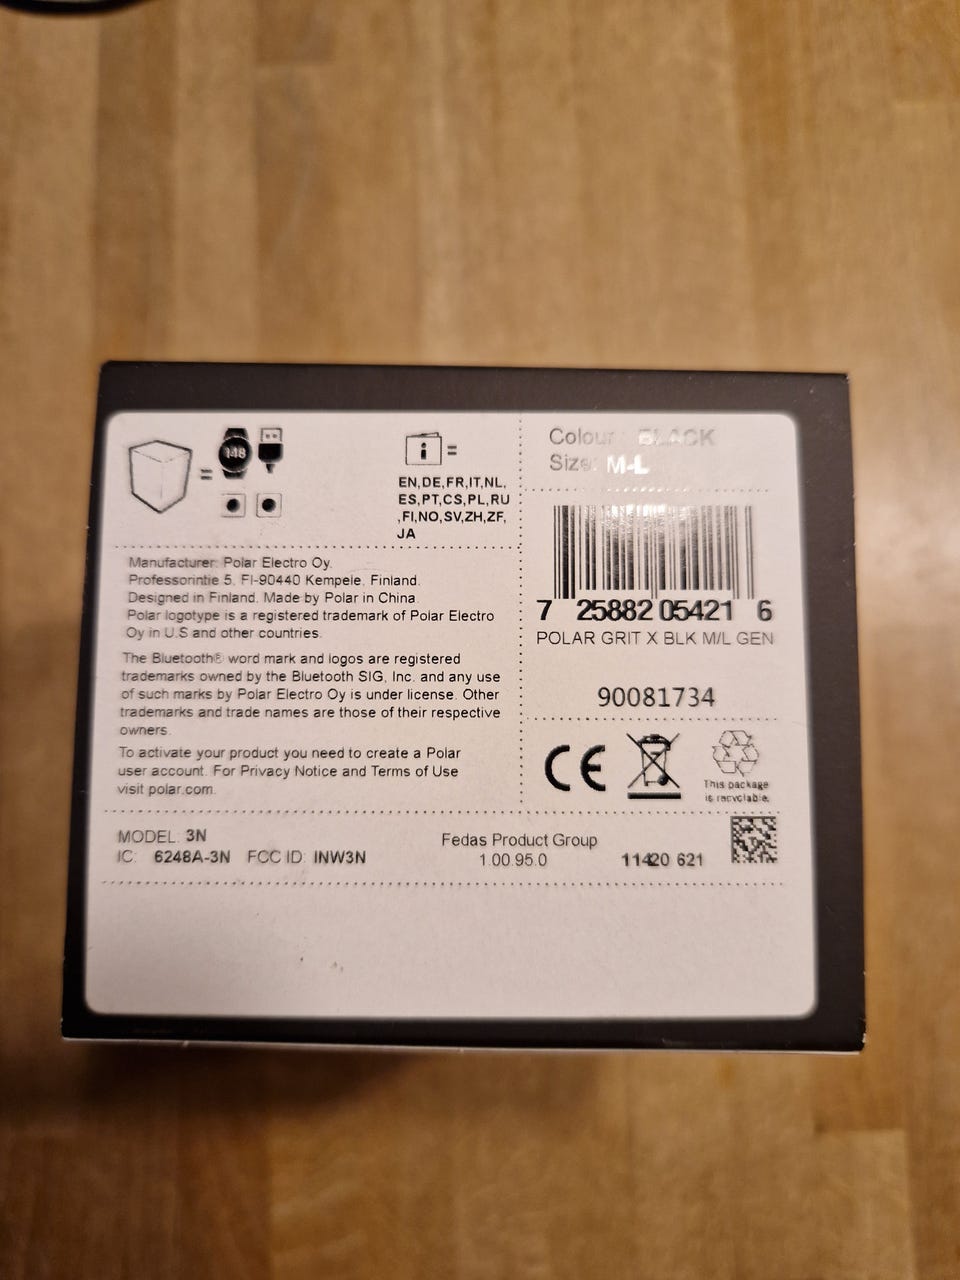 148
=
i =
EN,DE,FR,IT,NL,
ES,PT,CS,PL,RU
,FI,NO,SV,ZH,ZF,
JA
Manufacturer: Polar Electro Oy.
Professorintie 5, FI-90440 Kempele, Finland.
Designed in Finland. Made by Polar in China.
Polar logotype is a registered trademark of Polar Electro
Oy in U.S and other countries.
The Bluetooth® word mark and logos are registered
trademarks owned by the Bluetooth SIG, Inc. and any use
of such marks by Polar Electro Oy is under license. Other
trademarks and trade names are those of their respective
owners.
To activate your product you need to create a Polar
user account. For Privacy Notice and Terms of Use
visit polar.com.
Colour: BLACK
Size: M-L
7 25882 05421 6
POLAR GRIT X BLK M/L GEN
90081734
CE
This package
is recyclable.
MODEL: 3N
IC: 6248A-3N FCC ID: INW3N
Fedas Product Group
1.00.95.0
11420 621